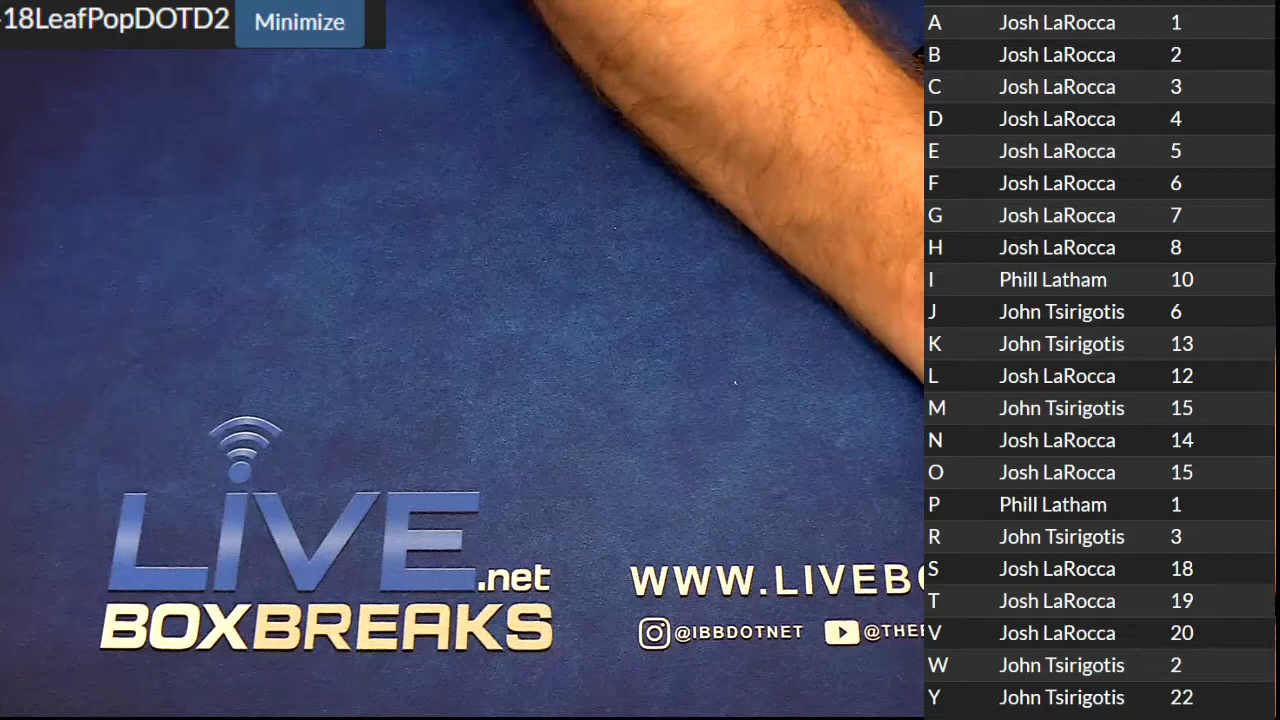 -18LeafPopDOTD2 Minimize
A Josh LaRocca 1
B Josh LaRocca 2
C Josh LaRocca 3
D Josh LaRocca 4
E Josh LaRocca 5
F Josh LaRocca 6
G Josh LaRocca 7
H Josh LaRocca 8
I Phill Latham 10
J John Tsirigotis 6
K John Tsirigotis 13
L Josh LaRocca 12
M John Tsirigotis 15
N Josh LaRocca 14
O Josh LaRocca 15
P Phill Latham 1
R John Tsirigotis 3
S Josh LaRocca 18
T Josh LaRocca 19
V Josh LaRocca 20
W John Tsirigotis 2
Y John Tsirigotis 22
LIVE.net
BOXBREAKS
WWW.LIVEB
@IBBDOTNET @THE